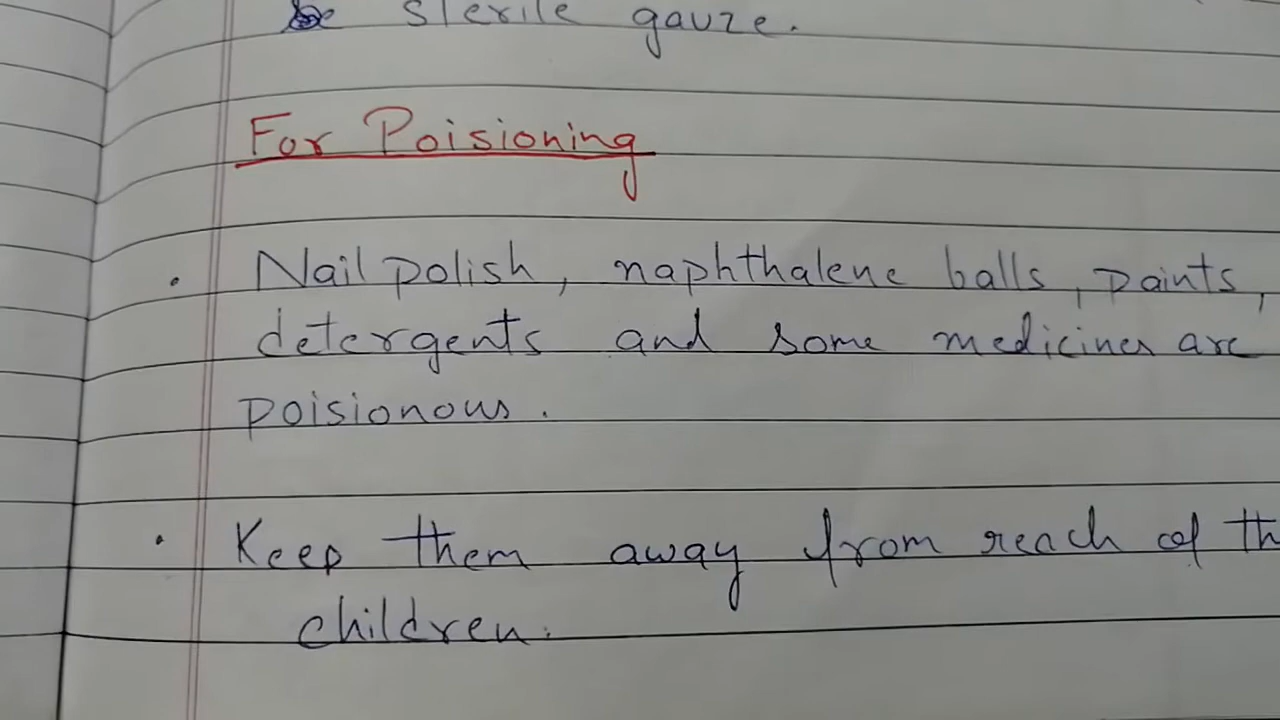 sterile gauze.
For Poisioning
• Nail polish, naphthalene balls, paints,
detergents and some medicines are
poisionous.
• Keep them away from reach of th
children.